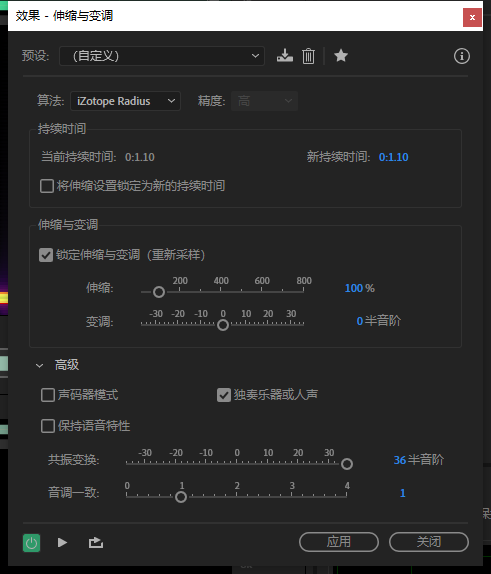 效果 - 伸缩与变调
预设: （自定义）
算法: iZotope Radius 精度: 高
持续时间
当前持续时间: 0:1.10 新持续时间: 0:1.10
将伸缩设置锁定为新的持续时间
伸缩与变调
锁定伸缩与变调（重新采样）
200 400 600 800
伸缩: 100 %
-30 -20 -10 0 10 20 30
变调: 0 半音阶
高级
声码器模式 独奏乐器或人声
保持语音特性
-30 -20 -10 0 10 20 30
共振变换: 36 半音阶
0 1 2 3 4
音调一致: 1
应用 关闭